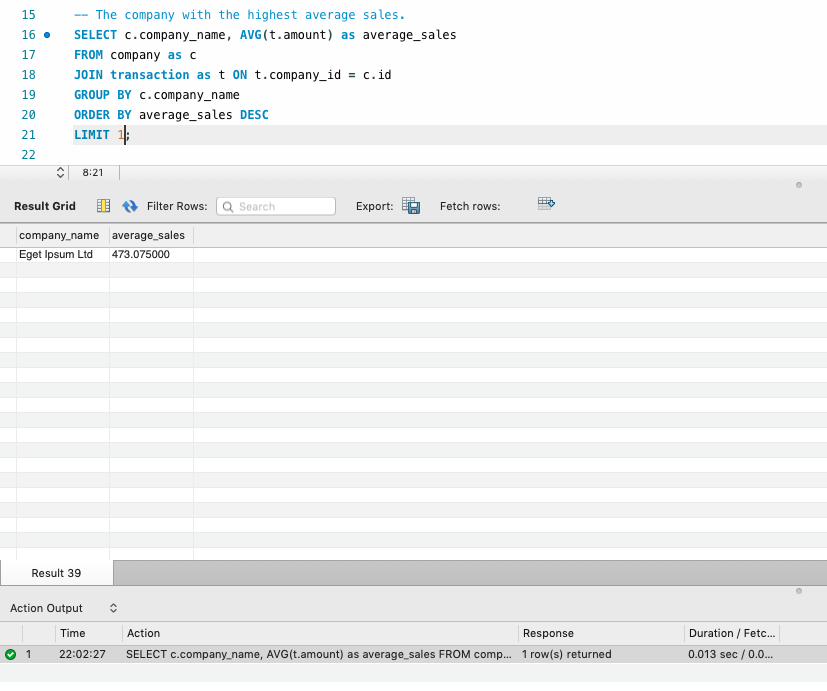 15 -- The company with the highest average sales.
16 SELECT c.company_name, AVG(t.amount) as average_sales
17 FROM company as c
18 JOIN transaction as t ON t.company_id = c.id
19 GROUP BY c.company_name
20 ORDER BY average_sales DESC
21 LIMIT 1;
22
8:21
Result Grid Filter Rows: Search Export: Fetch rows:
company_name average_sales
Eget Ipsum Ltd 473.075000
Result 39
Action Output
Time Action Response Duration / Fetc...
1 22:02:27 SELECT c.company_name, AVG(t.amount) as average_sales FROM comp... 1 row(s) returned 0.013 sec / 0.0...